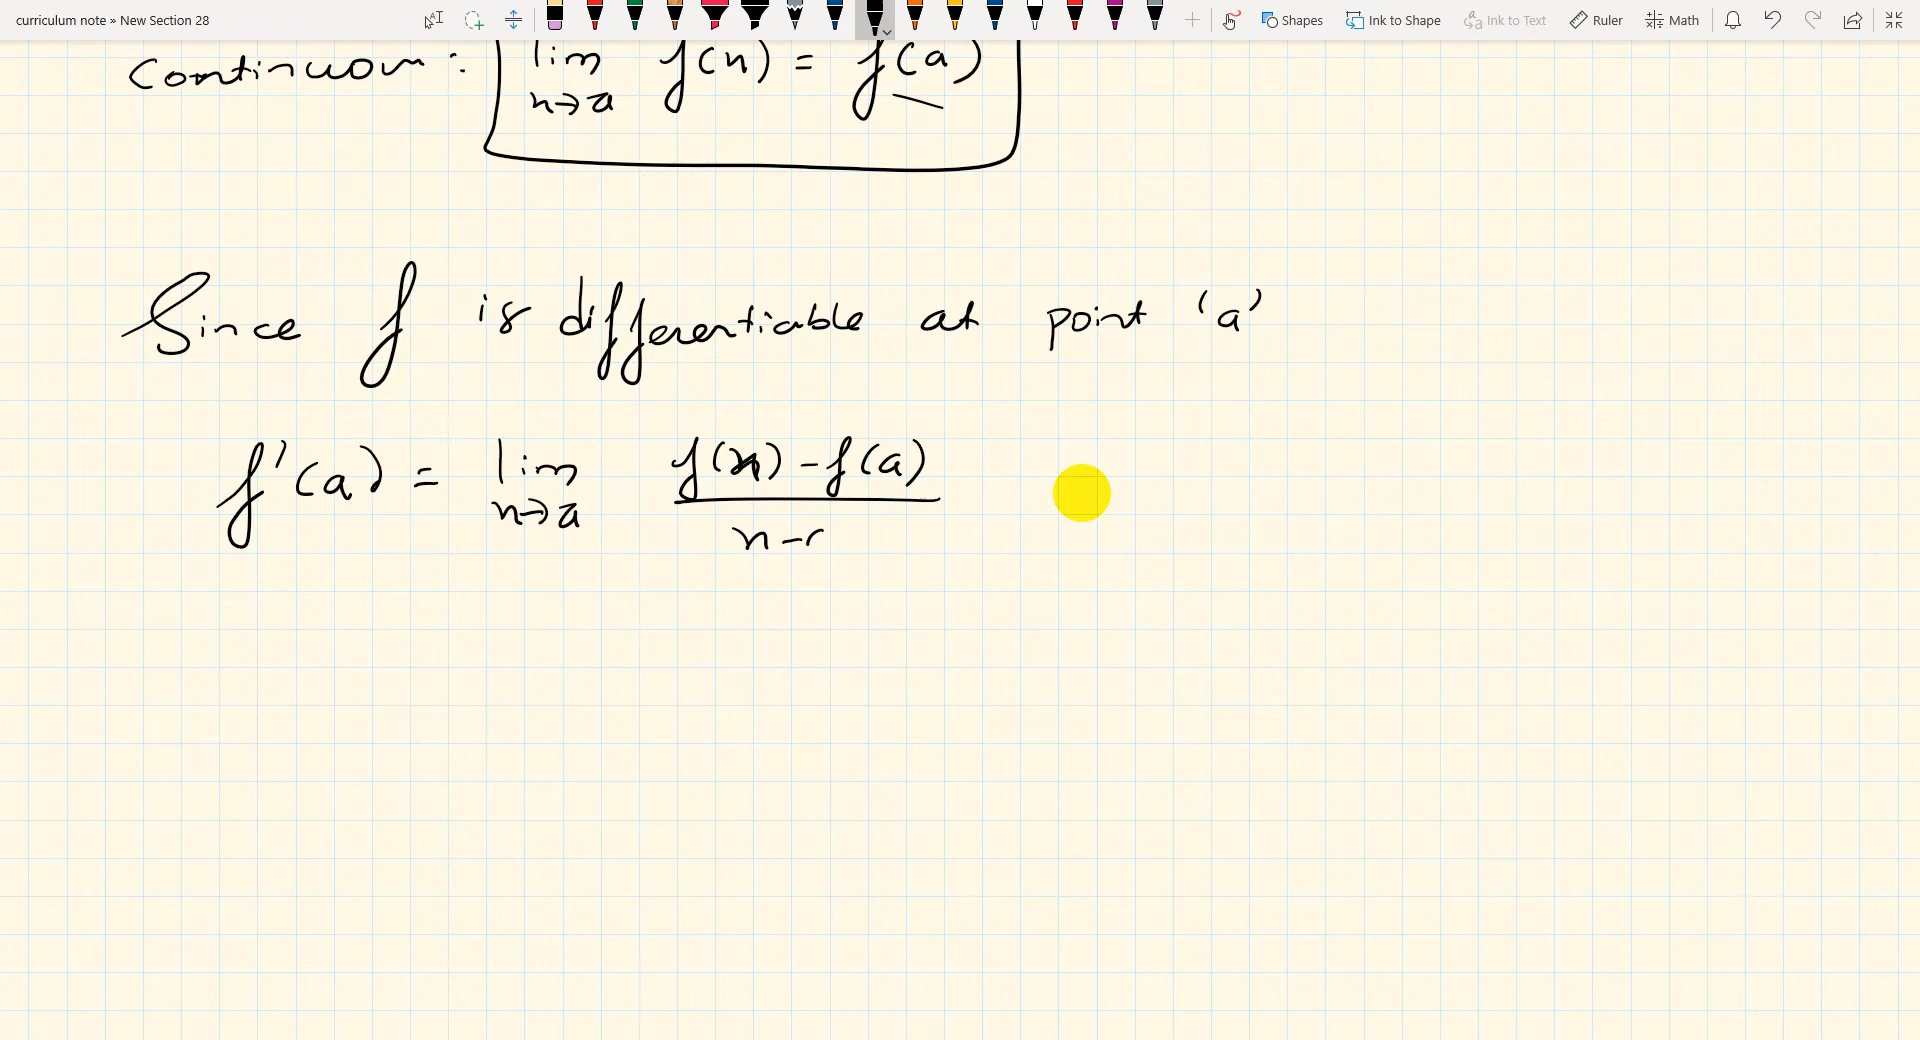 curriculum note » New Section 28
Shapes Ink to Shape Ink to Text Ruler Math
Continuous : lim f(x) = f(a)
x→a
Since f is differentiable at point 'a'
f'(a) = lim f(x) - f(a)
x→a x -